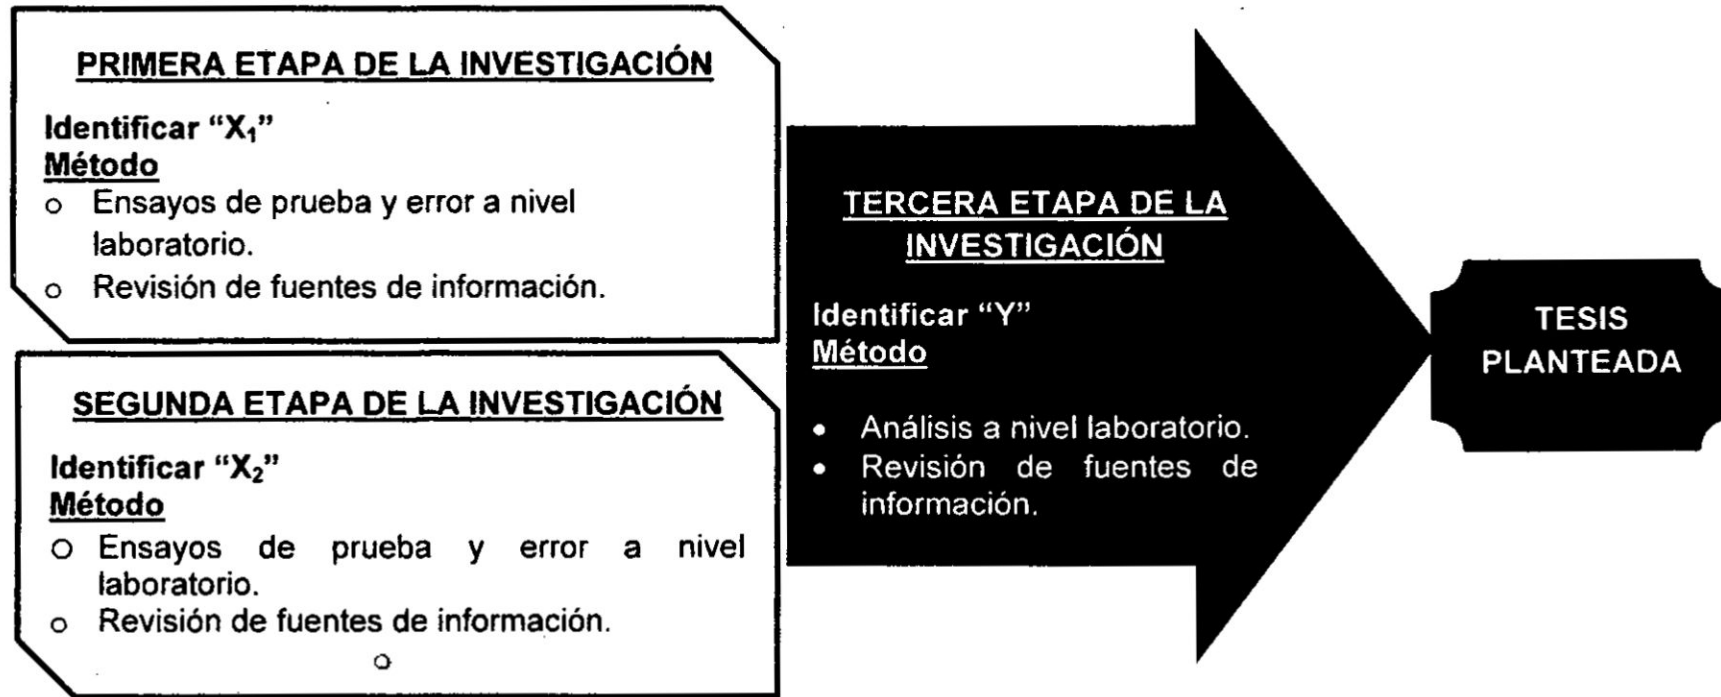 PRIMERA ETAPA DE LA INVESTIGACIÓN
Identificar “X₁”
Método
o Ensayos de prueba y error a nivel
laboratorio.
o Revisión de fuentes de información.
SEGUNDA ETAPA DE LA INVESTIGACIÓN
Identificar “X₂”
Método
o Ensayos de prueba y error a nivel
laboratorio.
o Revisión de fuentes de información.
o
TERCERA ETAPA DE LA
INVESTIGACIÓN
Identificar “Y”
Método
• Análisis a nivel laboratorio.
• Revisión de fuentes de
información.
TESIS
PLANTEADA